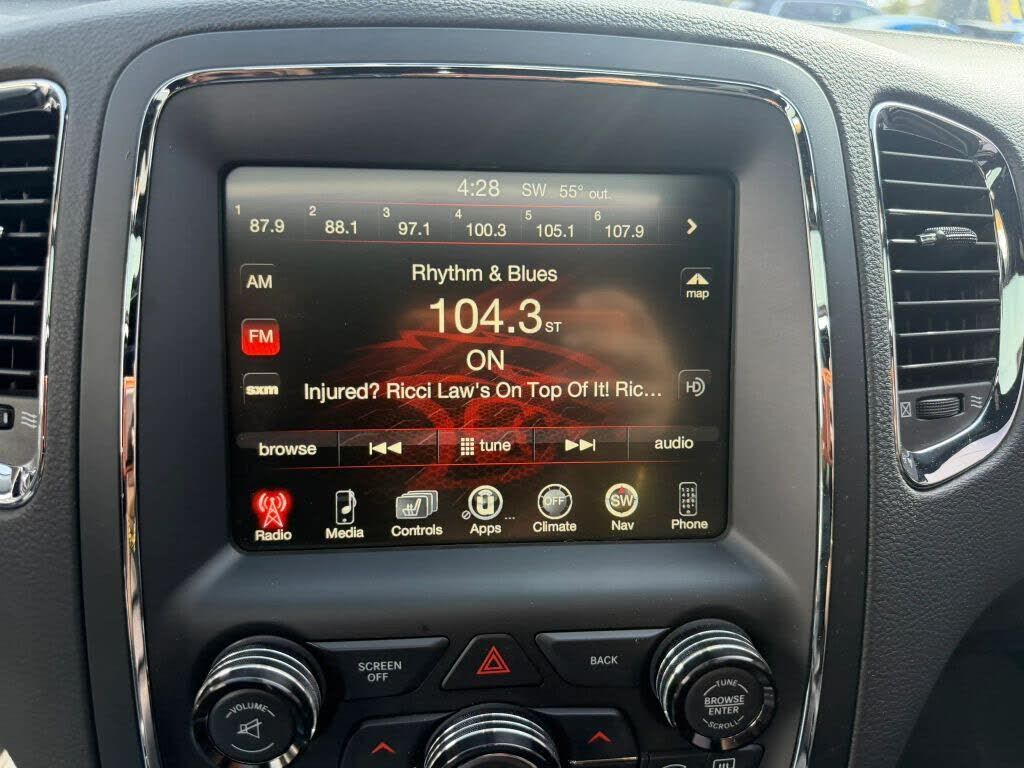 4:28 SW 55° out.
1 87.9 2 88.1 3 97.1 4 100.3 5 105.1 6 107.9
AM
Rhythm & Blues
map
104.3 ST
FM
ON
sxm
Injured? Ricci Law's On Top Of It! Ric...
HD
browse tune audio
OFF SW
Radio Media Controls Apps ... Climate Nav Phone
SCREEN
OFF
BACK
VOLUME
TUNE
BROWSE
ENTER
SCROLL